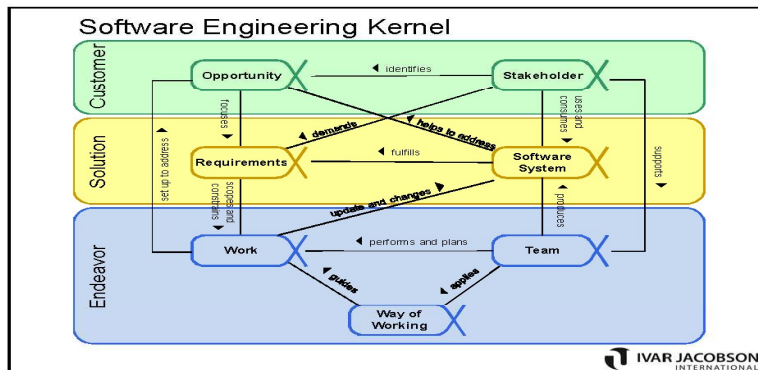 Software Engineering Kernel
Customer
Opportunity
◄ identifies
Stakeholder
focuses ►
◄ demands
◄ helps to address
uses and
consumes ►
set up to address ►
Solution
Requirements
◄ fulfills
Software
System
supports ►
scopes and
constrains ►
update and changes ►
◄ produces
Endeavor
Work
◄ performs and plans
Team
◄ guides
◄ applies
Way of
Working
IVAR JACOBSON
INTERNATIONAL